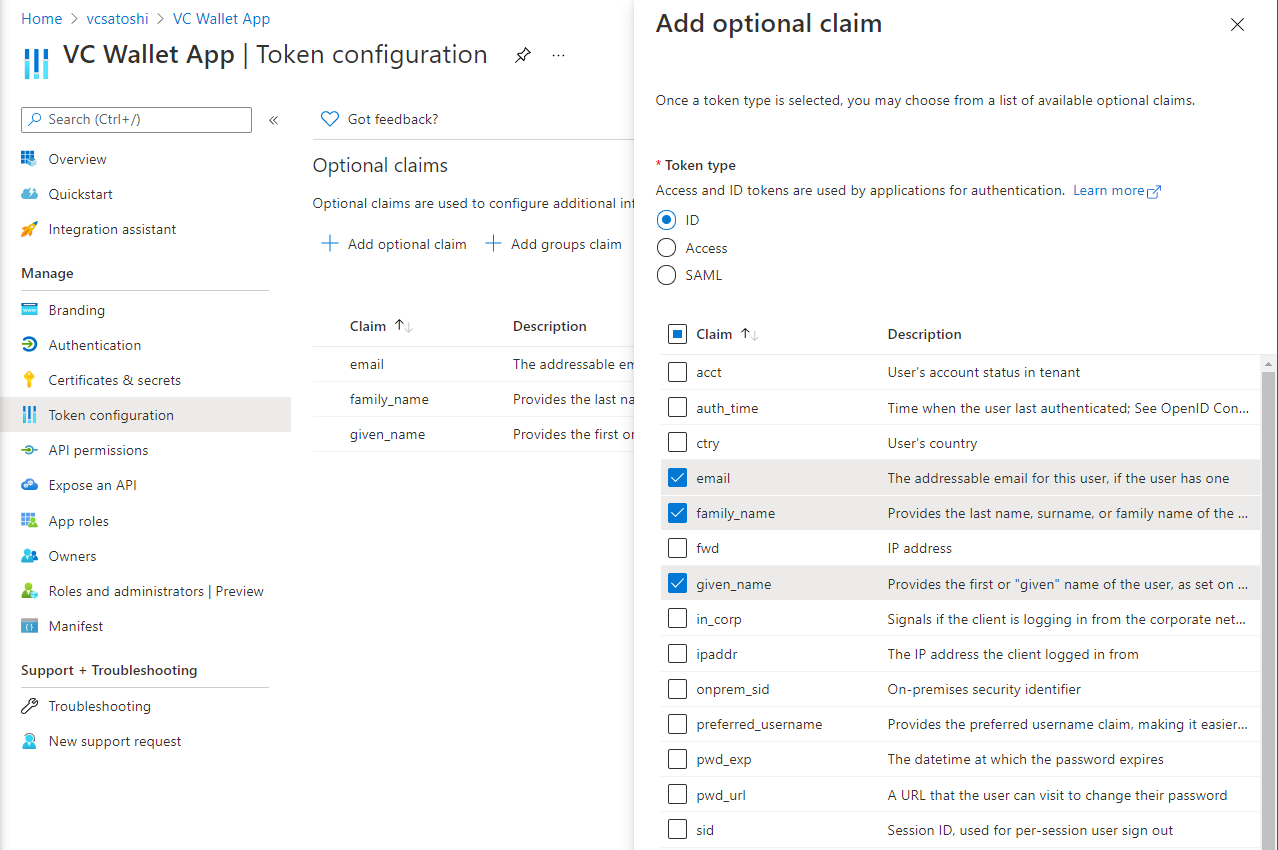 Home > vcsatoshi > VC Wallet App
VC Wallet App | Token configuration ...
Search (Ctrl+/) «
Overview
Quickstart
Integration assistant
Manage
Branding
Authentication
Certificates & secrets
Token configuration
API permissions
Expose an API
App roles
Owners
Roles and administrators | Preview
Manifest
Support + Troubleshooting
Troubleshooting
New support request
Got feedback?
Optional claims
Optional claims are used to configure additional inf
+ Add optional claim + Add groups claim
Claim ↑↓ Description
email The addressable em
family_name Provides the last na
given_name Provides the first or
Add optional claim
Once a token type is selected, you may choose from a list of available optional claims.
* Token type
Access and ID tokens are used by applications for authentication. Learn more
ID
Access
SAML
Claim ↑↓ Description
acct User's account status in tenant
auth_time Time when the user last authenticated; See OpenID Con...
ctry User's country
email The addressable email for this user, if the user has one
family_name Provides the last name, surname, or family name of the ...
fwd IP address
given_name Provides the first or "given" name of the user, as set on ...
in_corp Signals if the client is logging in from the corporate net...
ipaddr The IP address the client logged in from
onprem_sid On-premises security identifier
preferred_username Provides the preferred username claim, making it easier...
pwd_exp The datetime at which the password expires
pwd_url A URL that the user can visit to change their password
sid Session ID, used for per-session user sign out